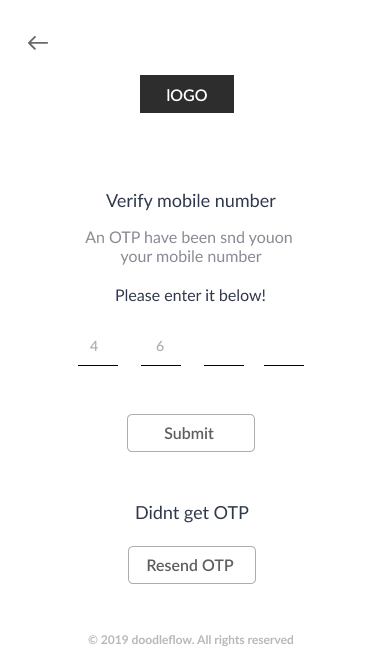 lOGO
Verify mobile number
An OTP have been snd youon
your mobile number
Please enter it below!
4 6
Submit
Didnt get OTP
Resend OTP
© 2019 doodleflow. All rights reserved